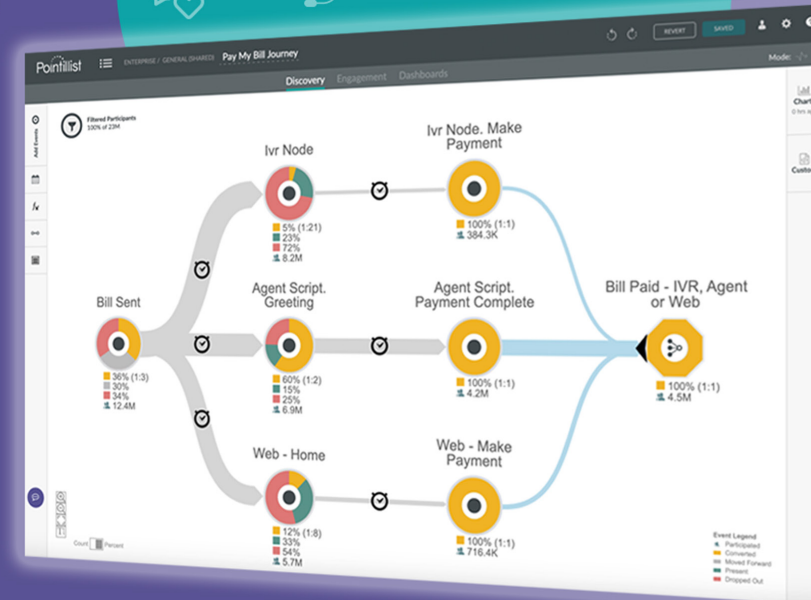 Pointillist
ENTERPRISE / GENERAL (SHARED) Pay My Bill Journey
REVERT
SAVED
Discovery
Engagement
Dashboards
Mode:
Filtered Participants
100% of 23M
Add Events
fx
Chart
0 hrs
Custo
Ivr Node
5% (1:21)
23%
72%
8.2M
Ivr Node. Make
Payment
100% (1:1)
384.3K
Bill Sent
36% (1:3)
30%
34%
12.4M
Agent Script.
Greeting
60% (1:2)
15%
25%
6.9M
Agent Script.
Payment Complete
100% (1:1)
4.2M
Bill Paid - IVR, Agent
or Web
100% (1:1)
4.5M
Web - Home
12% (1:8)
33%
54%
5.7M
Web - Make
Payment
100% (1:1)
716.4K
Count
Percent
Event Legend
Participated
Converted
Moved Forward
Present
Dropped Out